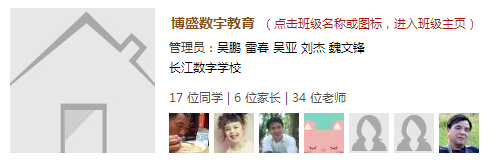 博盛数字教育 （点击班级名称或图标，进入班级主页）
管理员：吴鹏 雷春 吴亚 刘杰 魏文锋
长江数字学校
17 位同学 | 6 位家长 | 34 位老师